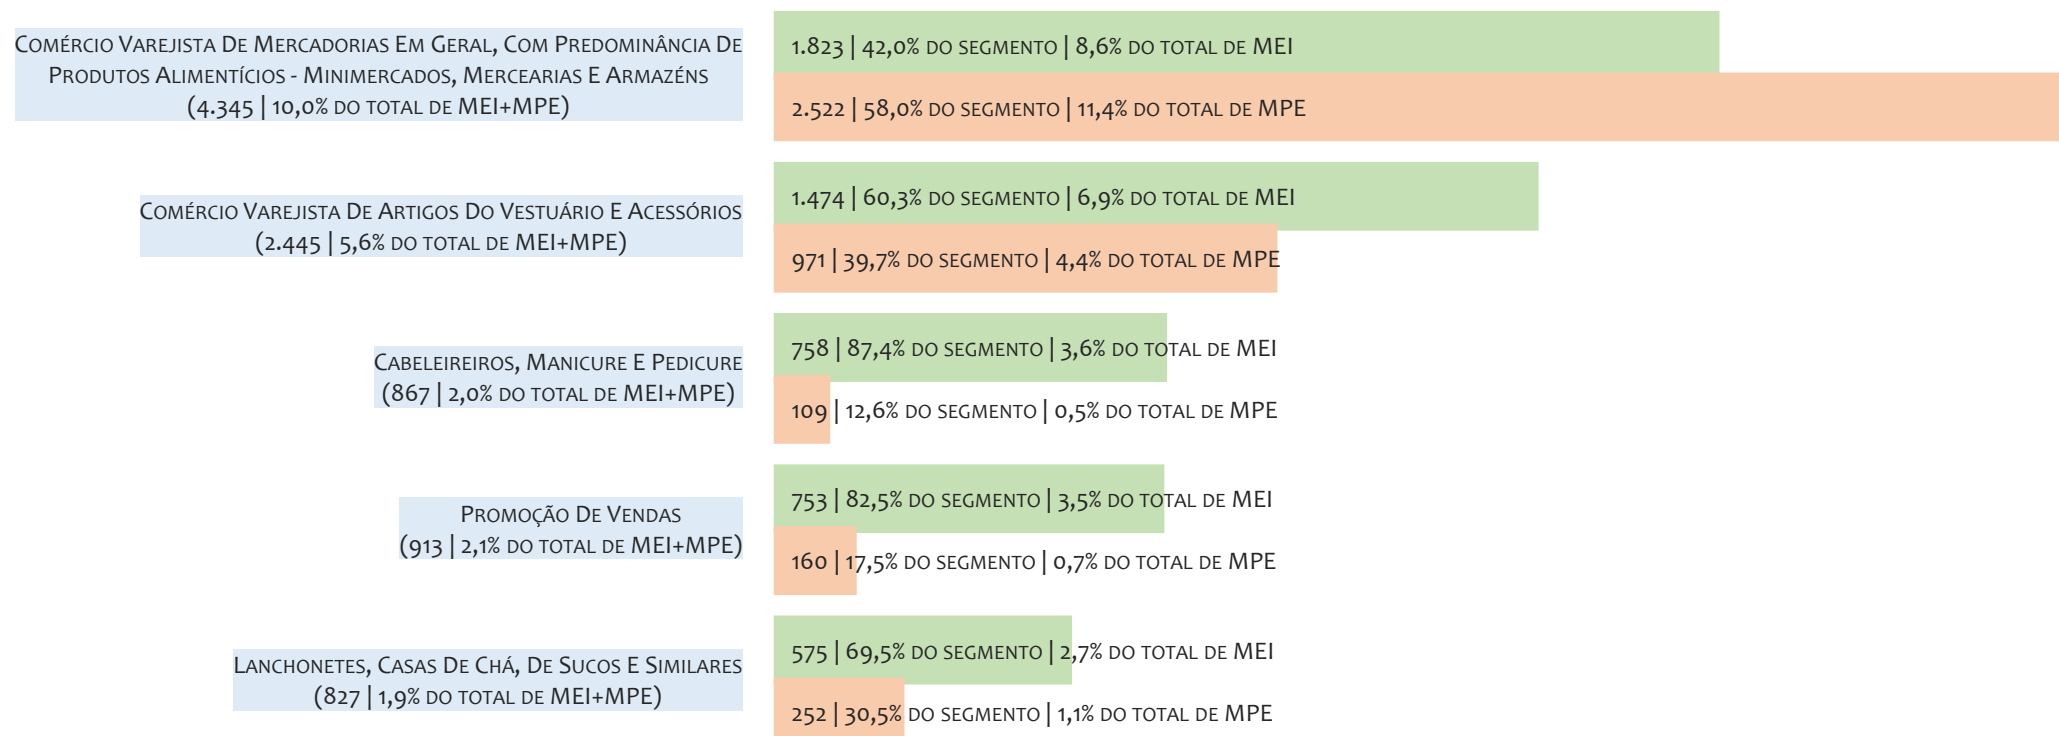 Comércio Varejista De Mercadorias Em Geral, Com Predominância De
Produtos Alimentícios - Minimercados, Mercearias E Armazéns
(4.345 | 10,0% do total de MEI+MPE)
1.823 | 42,0% do segmento | 8,6% do total de MEI
2.522 | 58,0% do segmento | 11,4% do total de MPE
Comércio Varejista De Artigos Do Vestuário E Acessórios
(2.445 | 5,6% do total de MEI+MPE)
1.474 | 60,3% do segmento | 6,9% do total de MEI
971 | 39,7% do segmento | 4,4% do total de MPE
Cabeleireiros, Manicure E Pedicure
(867 | 2,0% do total de MEI+MPE)
758 | 87,4% do segmento | 3,6% do total de MEI
109 | 12,6% do segmento | 0,5% do total de MPE
Promoção De Vendas
(913 | 2,1% do total de MEI+MPE)
753 | 82,5% do segmento | 3,5% do total de MEI
160 | 17,5% do segmento | 0,7% do total de MPE
Lanchonetes, Casas De Chá, De Sucos E Similares
(827 | 1,9% do total de MEI+MPE)
575 | 69,5% do segmento | 2,7% do total de MEI
252 | 30,5% do segmento | 1,1% do total de MPE